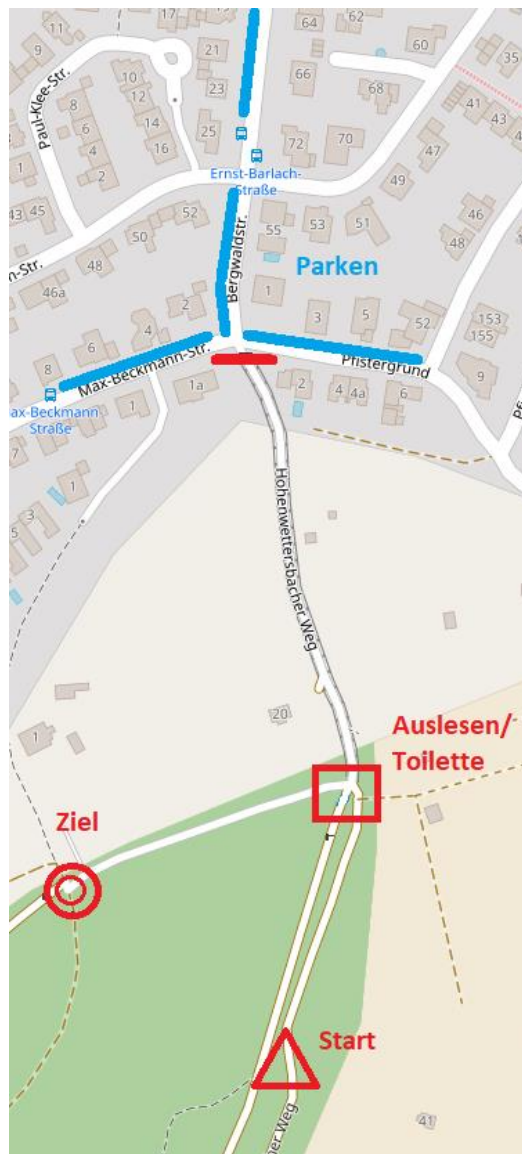 11
9
21
64
62
60
35
Paul-Klee-Str.
10
12
23
66
68
8
6
14
25
72
70
41
43
4
16
Ernst-Barlach-
Straße
49
2
43
45
52
53
51
46
50
55
48
n-Str.
48
Bergwaldstr.
Parken
46a
2
1
3
5
52
153
155
4
6
8
Max-Beckmann-Str.
Pfistergrund
9
1a
2
4
4a
6
ax-Beckmann
Straße
1
7
1
3
5
Hohenwettersbacher Weg
20
1
Auslesen/
Toilette
Ziel
Start
41
her Weg